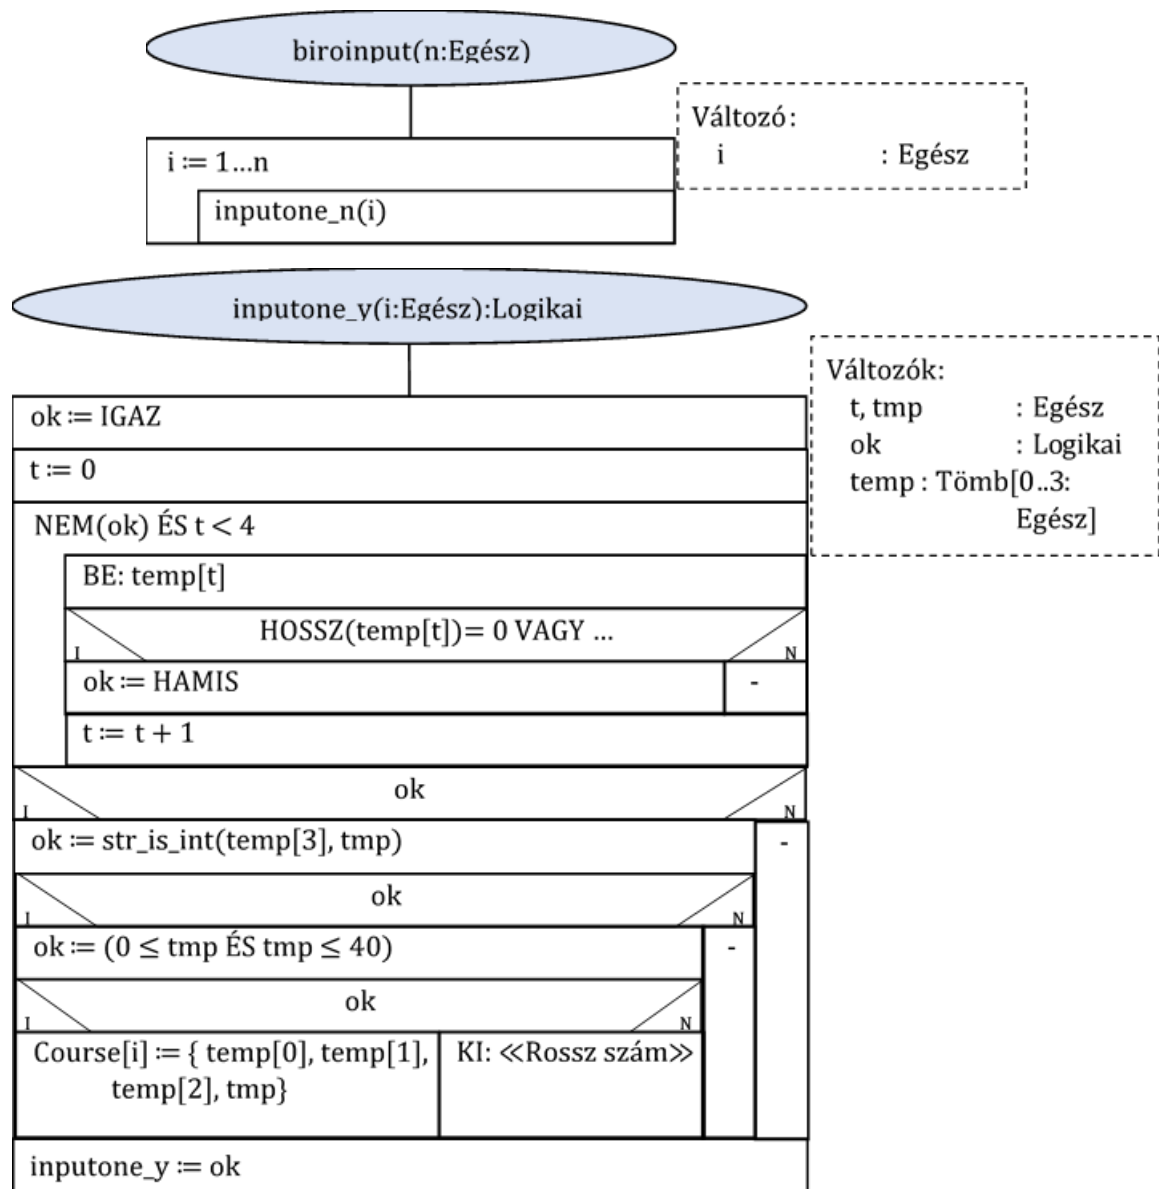 biroinput(n:Egész)
Változó:
i : Egész
i := 1...n
inputone_n(i)
inputone_y(i:Egész):Logikai
Változók:
t, tmp : Egész
ok : Logikai
temp : Tömb[0..3:
Egész]
ok := IGAZ
t := 0
NEM(ok) ÉS t < 4
BE: temp[t]
HOSSZ(temp[t])= 0 VAGY ...
I N
ok := HAMIS -
t := t + 1
ok
I N
ok := str_is_int(temp[3], tmp) -
ok
I N
ok := (0 ≤ tmp ÉS tmp ≤ 40) -
ok
I N
Course[i] := { temp[0], temp[1],
temp[2], tmp}
KI: ≪Rossz szám≫
inputone_y := ok